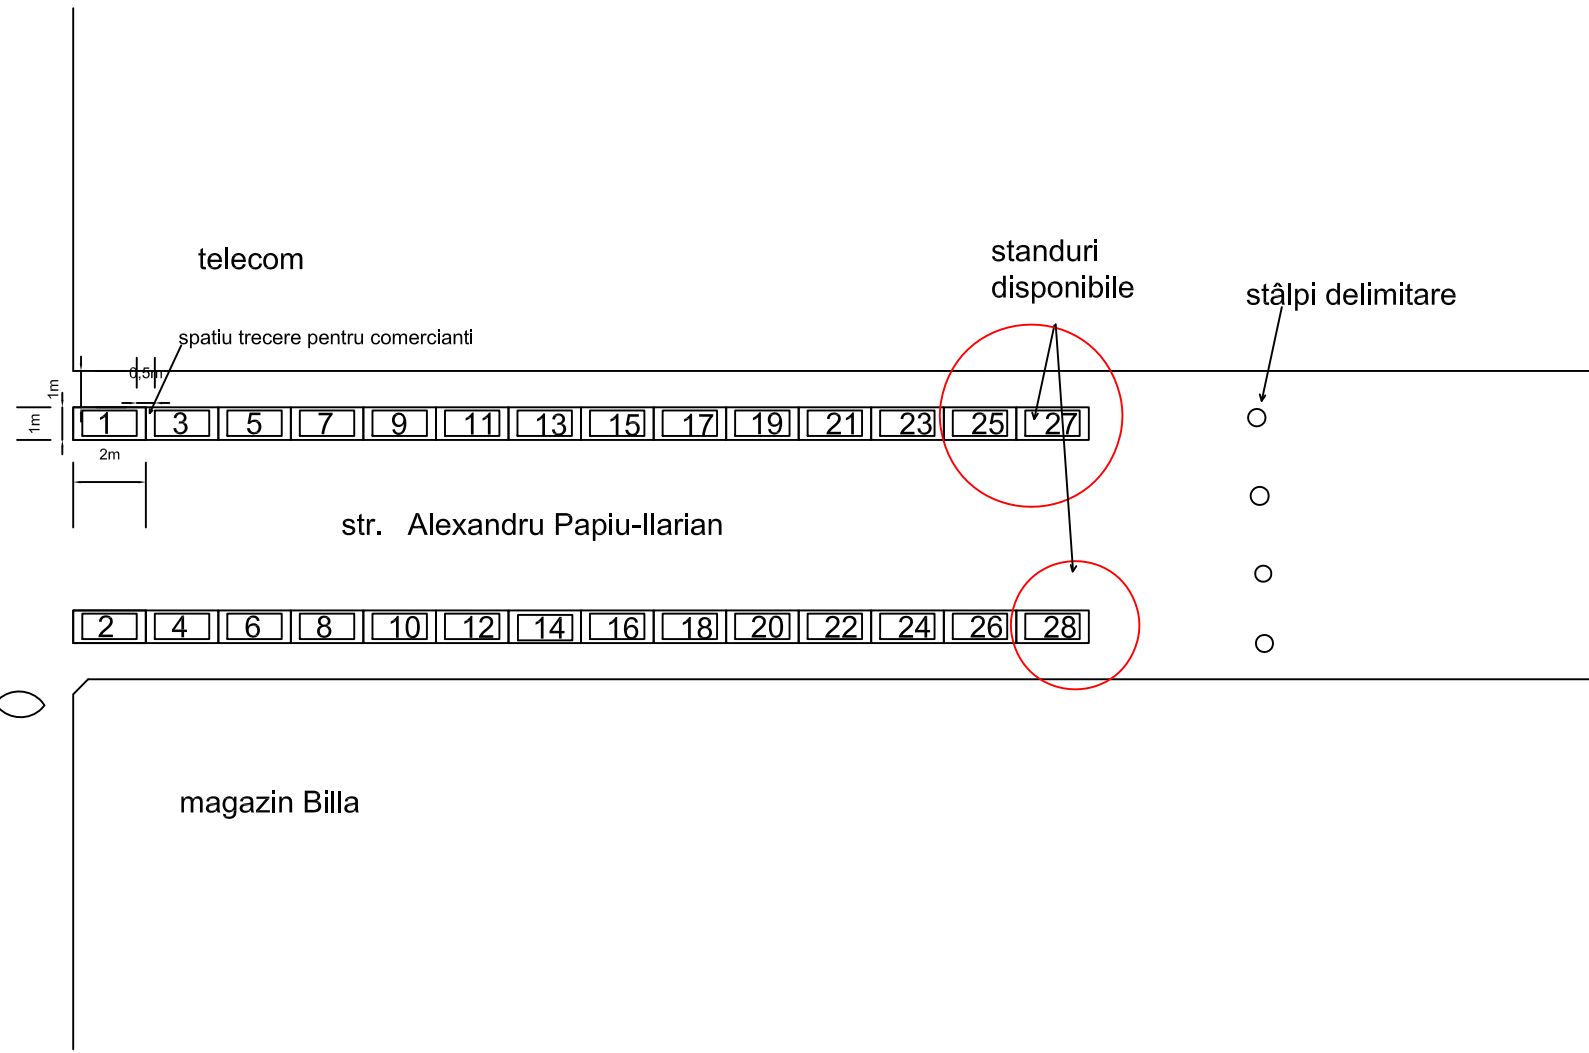 telecom
standuri
disponibile
stâlpi delimitare
spatiu trecere pentru comercianti
0,5m
1m
1m
1 3 5 7 9 11 13 15 17 19 21 23 25 27
2m
str. Alexandru Papiu-Ilarian
2 4 6 8 10 12 14 16 18 20 22 24 26 28
magazin Billa